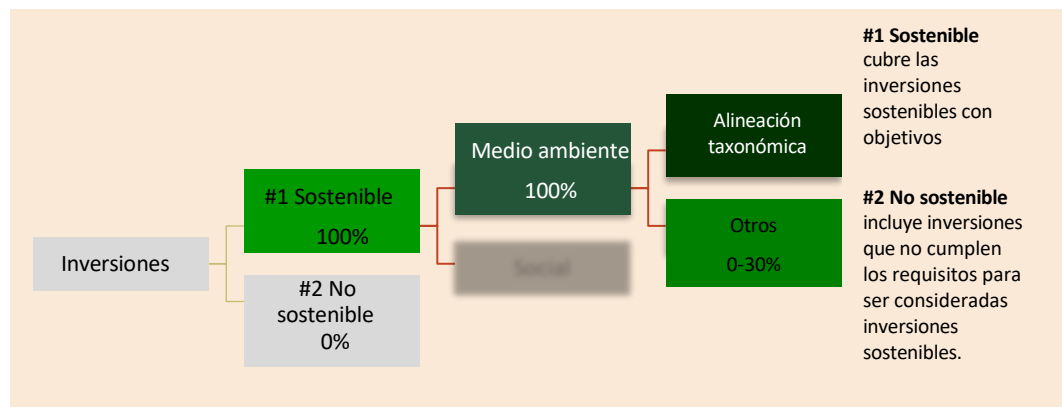 Inversiones
#1 Sostenible
100%
#2 No
sostenible
0%
Medio ambiente
100%
Social
Alineación
taxonómica
Otros
0-30%
#1 Sostenible
cubre las
inversiones
sostenibles con
objetivos
#2 No sostenible
incluye inversiones
que no cumplen
los requisitos para
ser consideradas
inversiones
sostenibles.